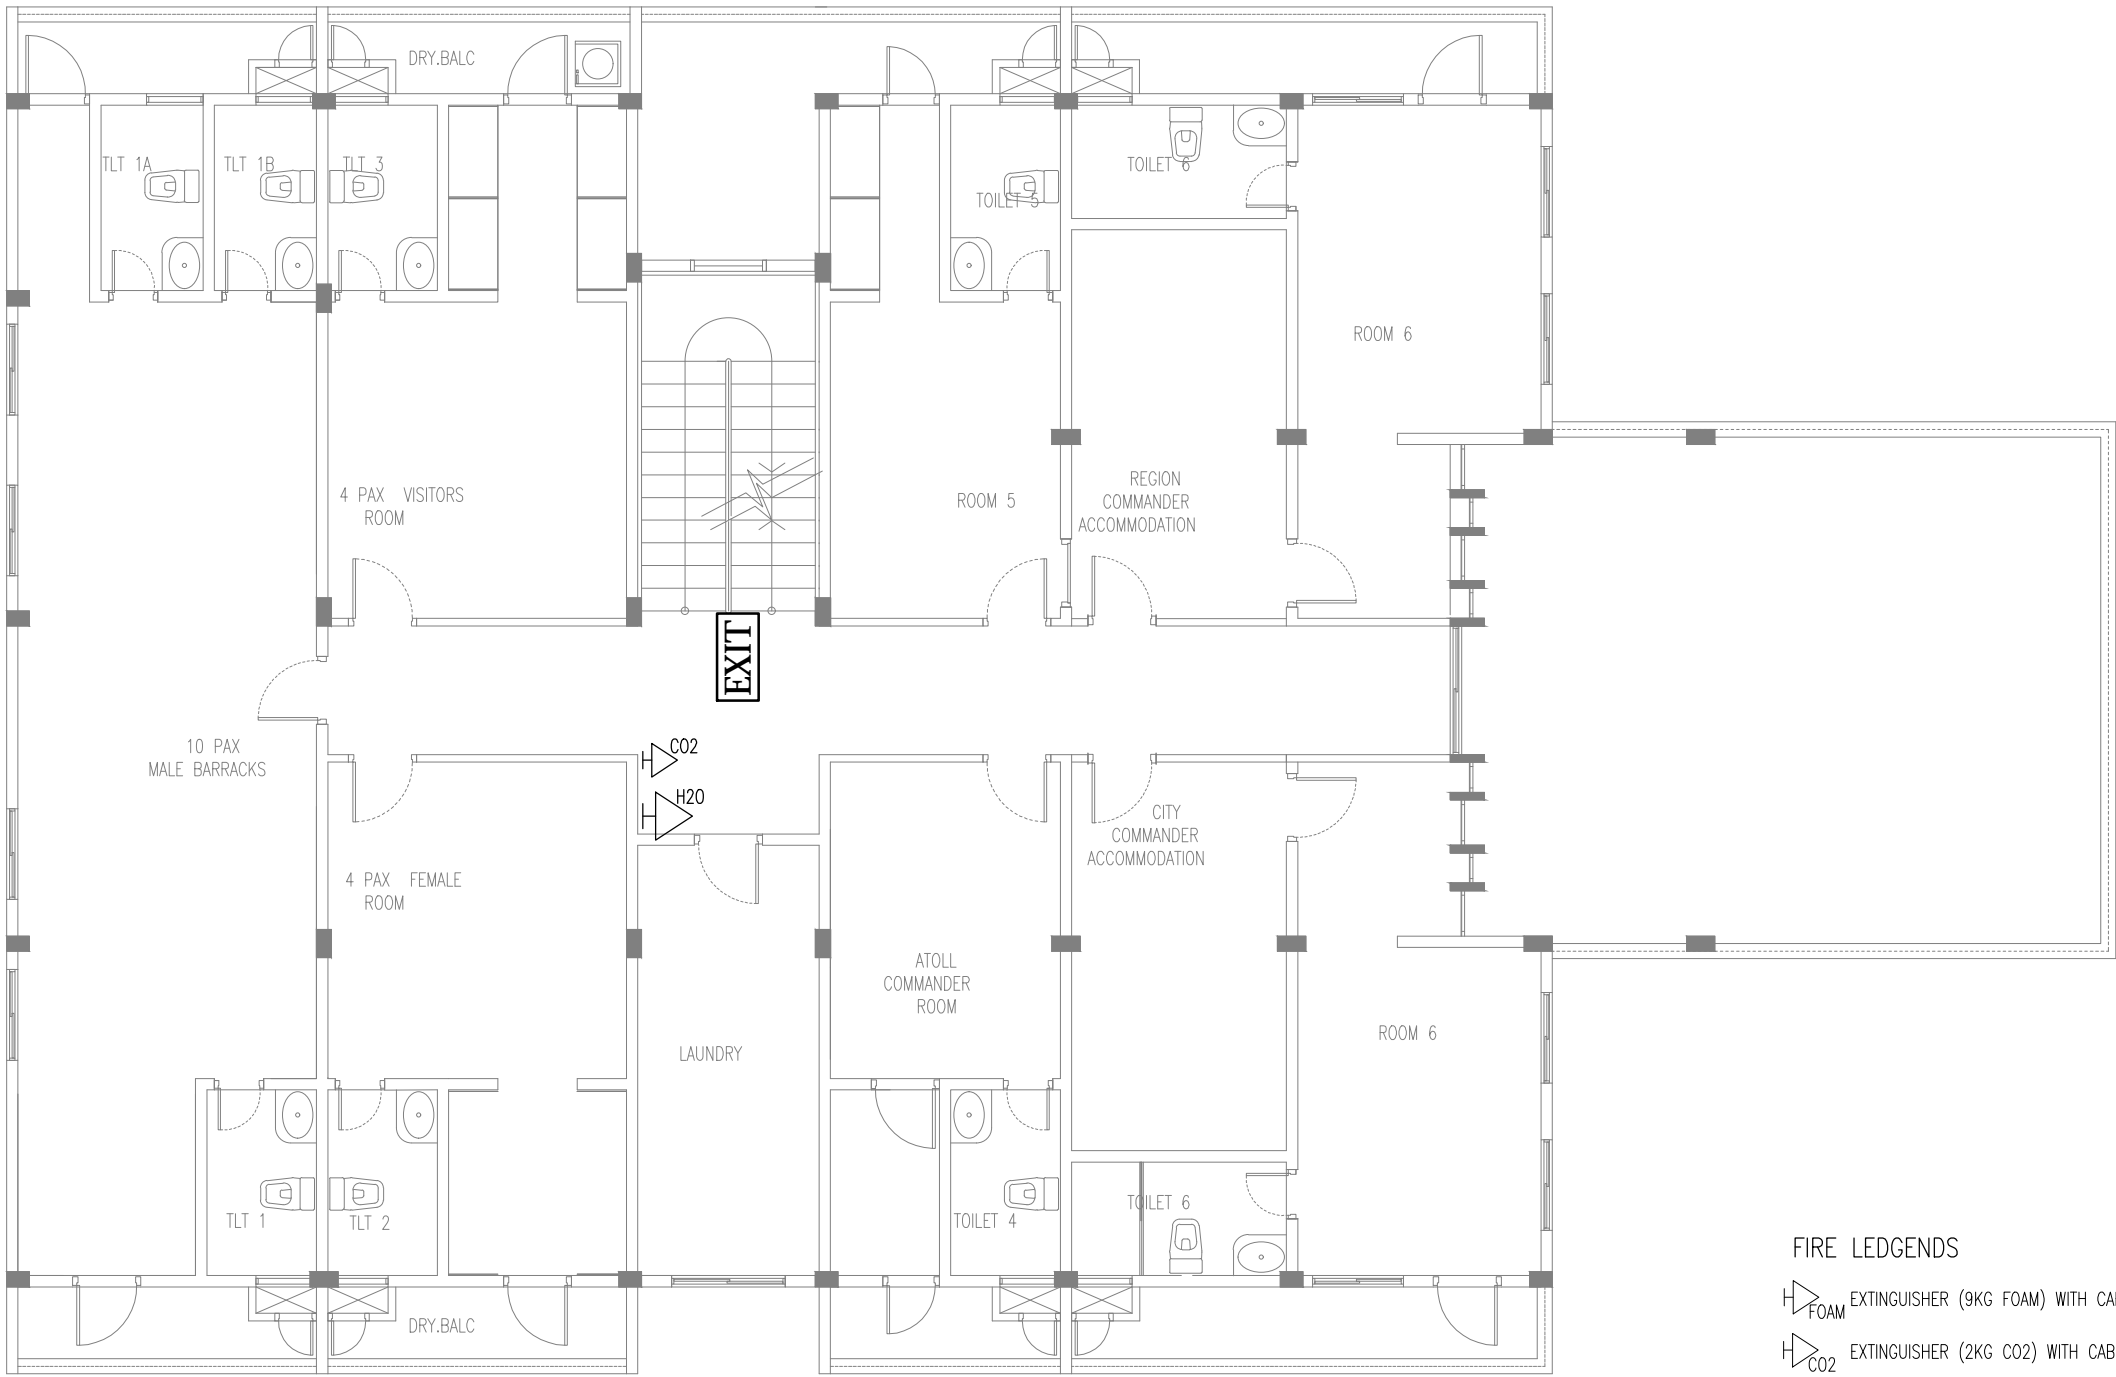 DRY.BALC
TLT 1A
TLT 1B
TLT 3
TOILET 5
TOILET 6
ROOM 6
4 PAX VISITORS
ROOM
ROOM 5
REGION
COMMANDER
ACCOMMODATION
EXIT
10 PAX
MALE BARRACKS
CO2
H2O
CITY
COMMANDER
ACCOMMODATION
4 PAX FEMALE
ROOM
ATOLL
COMMANDER
ROOM
LAUNDRY
ROOM 6
TLT 1
TLT 2
TOILET 4
TOILET 6
DRY.BALC
FIRE LEDGENDS
FOAM EXTINGUISHER (9KG FOAM) WITH
CO2 EXTINGUISHER (2KG CO2) WITH CAB